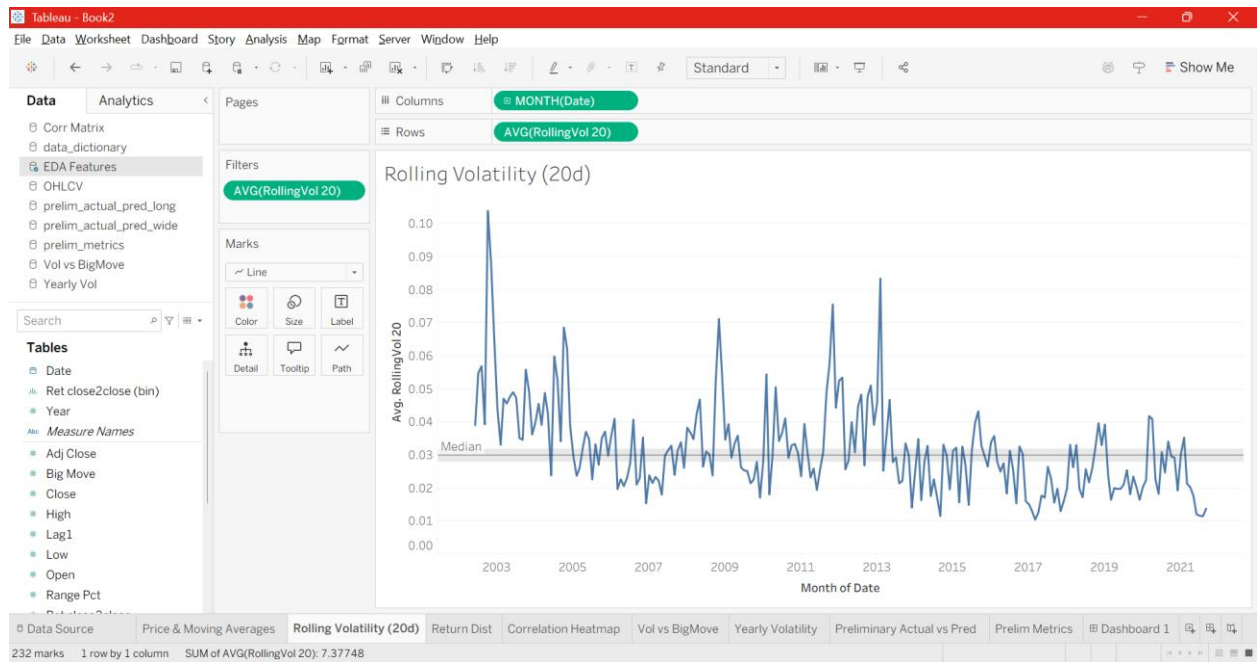 Tableau - Book2
File Data Worksheet Dashboard Story Analysis Map Format Server Window Help
Standard
Show Me
Data Analytics
Corr Matrix
data_dictionary
EDA Features
OHLCV
prelim_actual_pred_long
prelim_actual_pred_wide
prelim_metrics
Vol vs BigMove
Yearly Vol
Search
Tables
Date
Ret close2close (bin)
Year
Abc Measure Names
Adj Close
Big Move
Close
High
Lag1
Low
Open
Range Pct
Pages
Filters
AVG(RollingVol 20)
Marks
Line
Color Size Label
Detail Tooltip Path
Columns MONTH(Date)
Rows AVG(RollingVol 20)
Rolling Volatility (20d)
Avg. RollingVol 20
0.10
0.09
0.08
0.07
0.06
0.05
0.04
Median
0.03
0.02
0.01
0.00
2003 2005 2007 2009 2011 2013 2015 2017 2019 2021
Month of Date
Data Source Price & Moving Averages Rolling Volatility (20d) Return Dist Correlation Heatmap Vol vs BigMove Yearly Volatility Preliminary Actual vs Pred Prelim Metrics Dashboard 1
232 marks 1 row by 1 column SUM of AVG(RollingVol 20): 7.37748